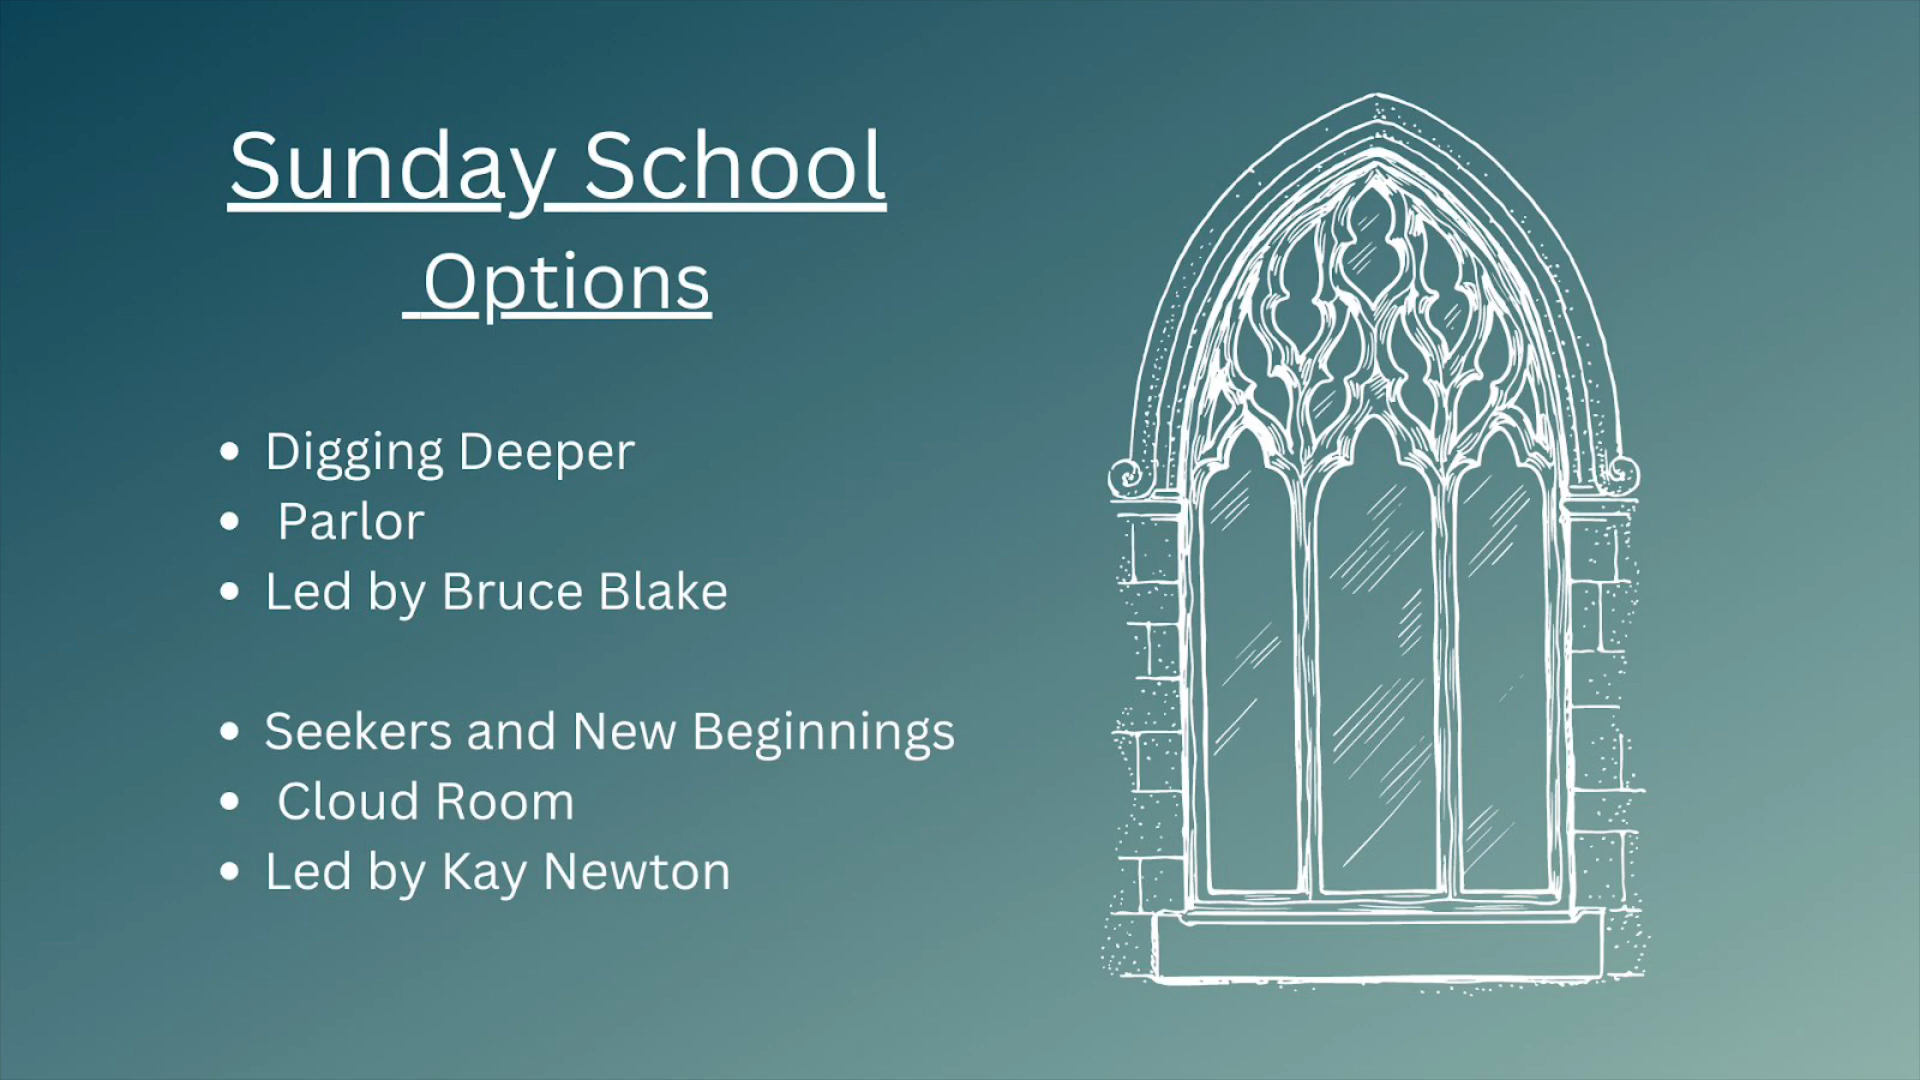 Sunday School
Options
• Digging Deeper
• Parlor
• Led by Bruce Blake
• Seekers and New Beginnings
• Cloud Room
• Led by Kay Newton